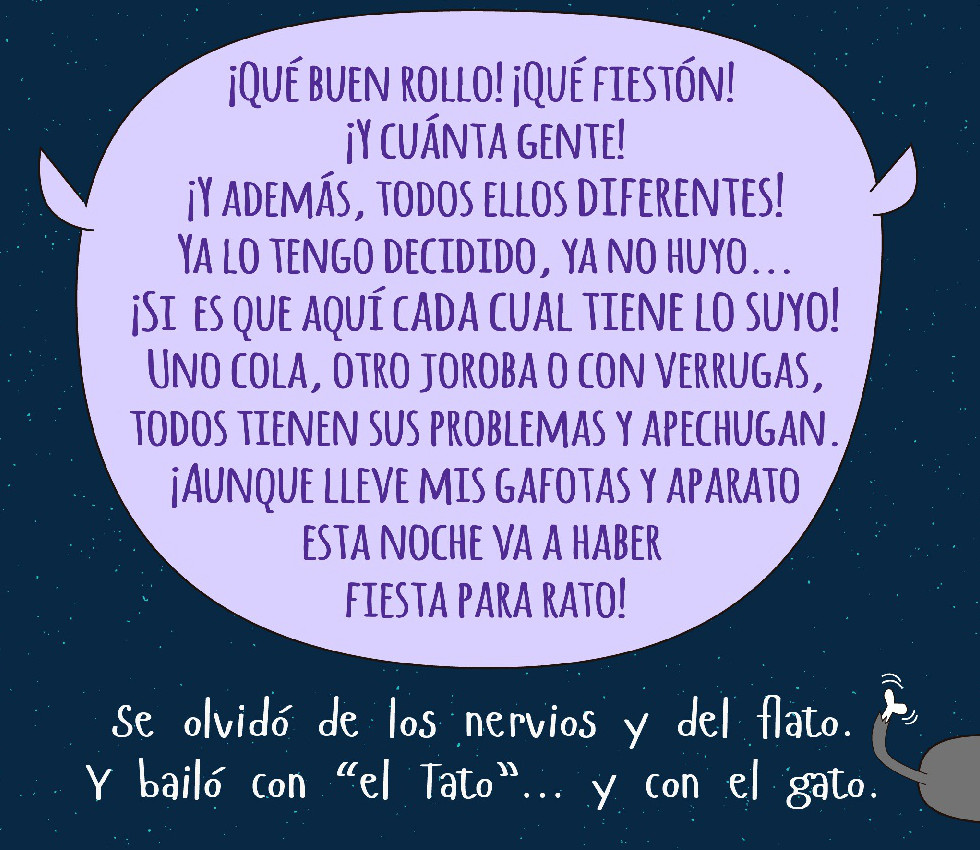 ¡QUÉ BUEN ROLLO! ¡QUÉ FIESTÓN!
¡Y CUÁNTA GENTE!
¡Y ADEMÁS, TODOS ELLOS DIFERENTES!
YA LO TENGO DECIDIDO, YA NO HUYO...
¡SI ES QUE AQUÍ CADA CUAL TIENE LO SUYO!
UNO COLA, OTRO JOROBA O CON VERRUGAS,
TODOS TIENEN SUS PROBLEMAS Y APECHUGAN.
¡AUNQUE LLEVE MIS GAFOTAS Y APARATO
ESTA NOCHE VA A HABER
FIESTA PARA RATO!
Se olvidó de los nervios y del flato.
Y bailó con “el Tato”... y con el gato.